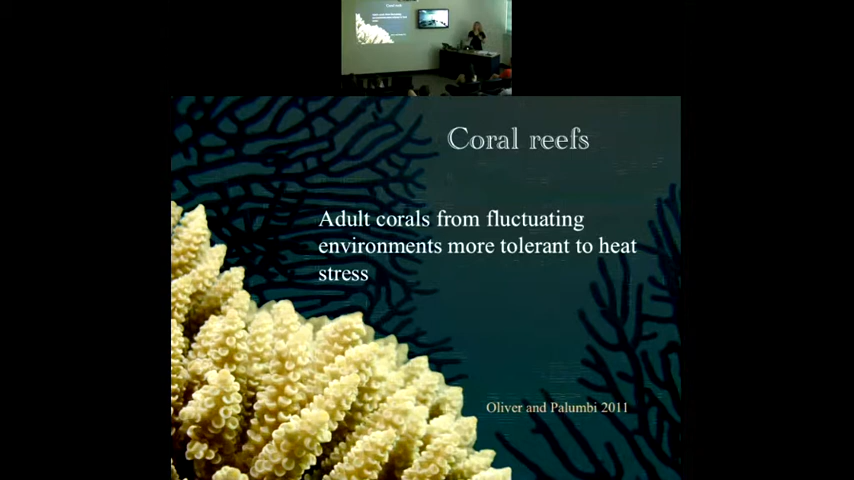 Coral reefs
Adult corals from fluctuating
environments more tolerant to heat
stress
Oliver and Palumbi 2011